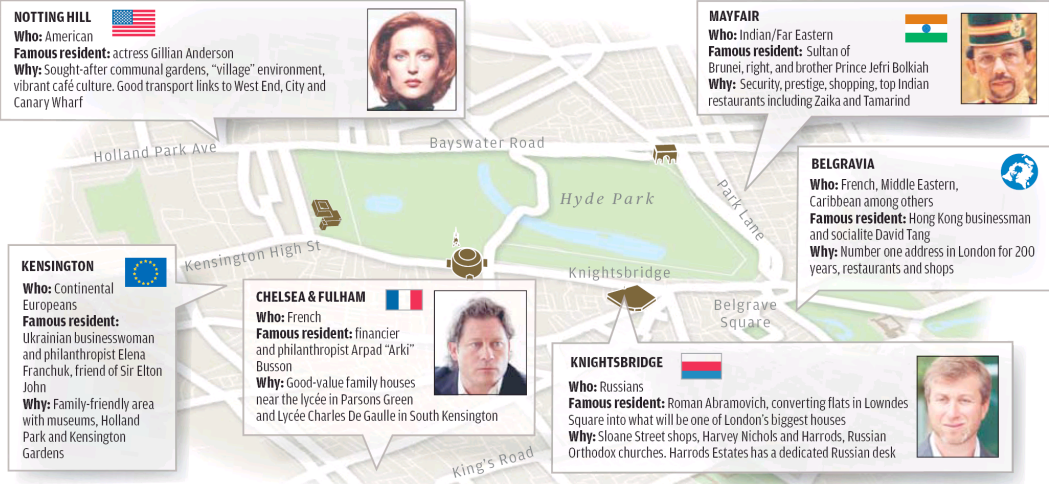 NOTTING HILL
Who: American
Famous resident: actress Gillian Anderson
Why: Sought-after communal gardens, “village” environment,
vibrant café culture. Good transport links to West End, City and
Canary Wharf
MAYFAIR
Who: Indian/Far Eastern
Famous resident: Sultan of
Brunei, right, and brother Prince Jefri Bolkiah
Why: Security, prestige, shopping, top Indian
restaurants including Zaika and Tamarind
Holland Park Ave
Bayswater Road
Hyde Park
Park Lane
BELGRAVIA
Who: French, Middle Eastern,
Caribbean among others
Famous resident: Hong Kong businessman
and socialite David Tang
Why: Number one address in London for 200
years, restaurants and shops
Kensington High St
Knightsbridge
Belgrave
Square
KENSINGTON
Who: Continental
Europeans
Famous resident:
Ukrainian businesswoman
and philanthropist Elena
Franchuk, friend of Sir Elton
John
Why: Family-friendly area
with museums, Holland
Park and Kensington
Gardens
CHELSEA & FULHAM
Who: French
Famous resident: financier
and philanthropist Arpad “Arki”
Busson
Why: Good-value family houses
near the lycée in Parsons Green
and Lycée Charles De Gaulle in South Kensington
KNIGHTSBRIDGE
Who: Russians
Famous resident: Roman Abramovich, converting flats in Lowndes
Square into what will be one of London’s biggest houses
Why: Sloane Street shops, Harvey Nichols and Harrods, Russian
Orthodox churches. Harrods Estates has a dedicated Russian desk
King’s Road